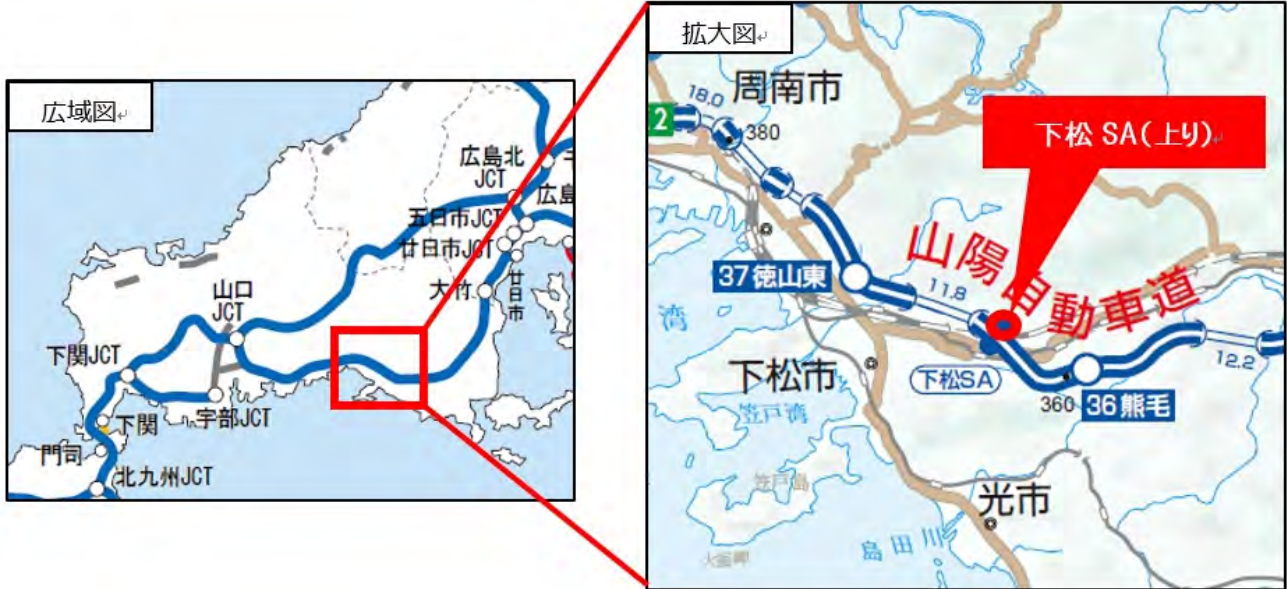 広域図
広島北
JCT
広島
五日市JCT
廿日市JCT
廿日市
大竹
山口
JCT
下関JCT
宇部JCT
下関
門司
北九州JCT
拡大図
周南市
18.0
2
380
下松 SA(上り)
山陽自動車道
37 徳山東
11.8
湾
下松市
下松SA
笠戸湾
360
36 熊毛
12.2
笠戸島
光市
島田川